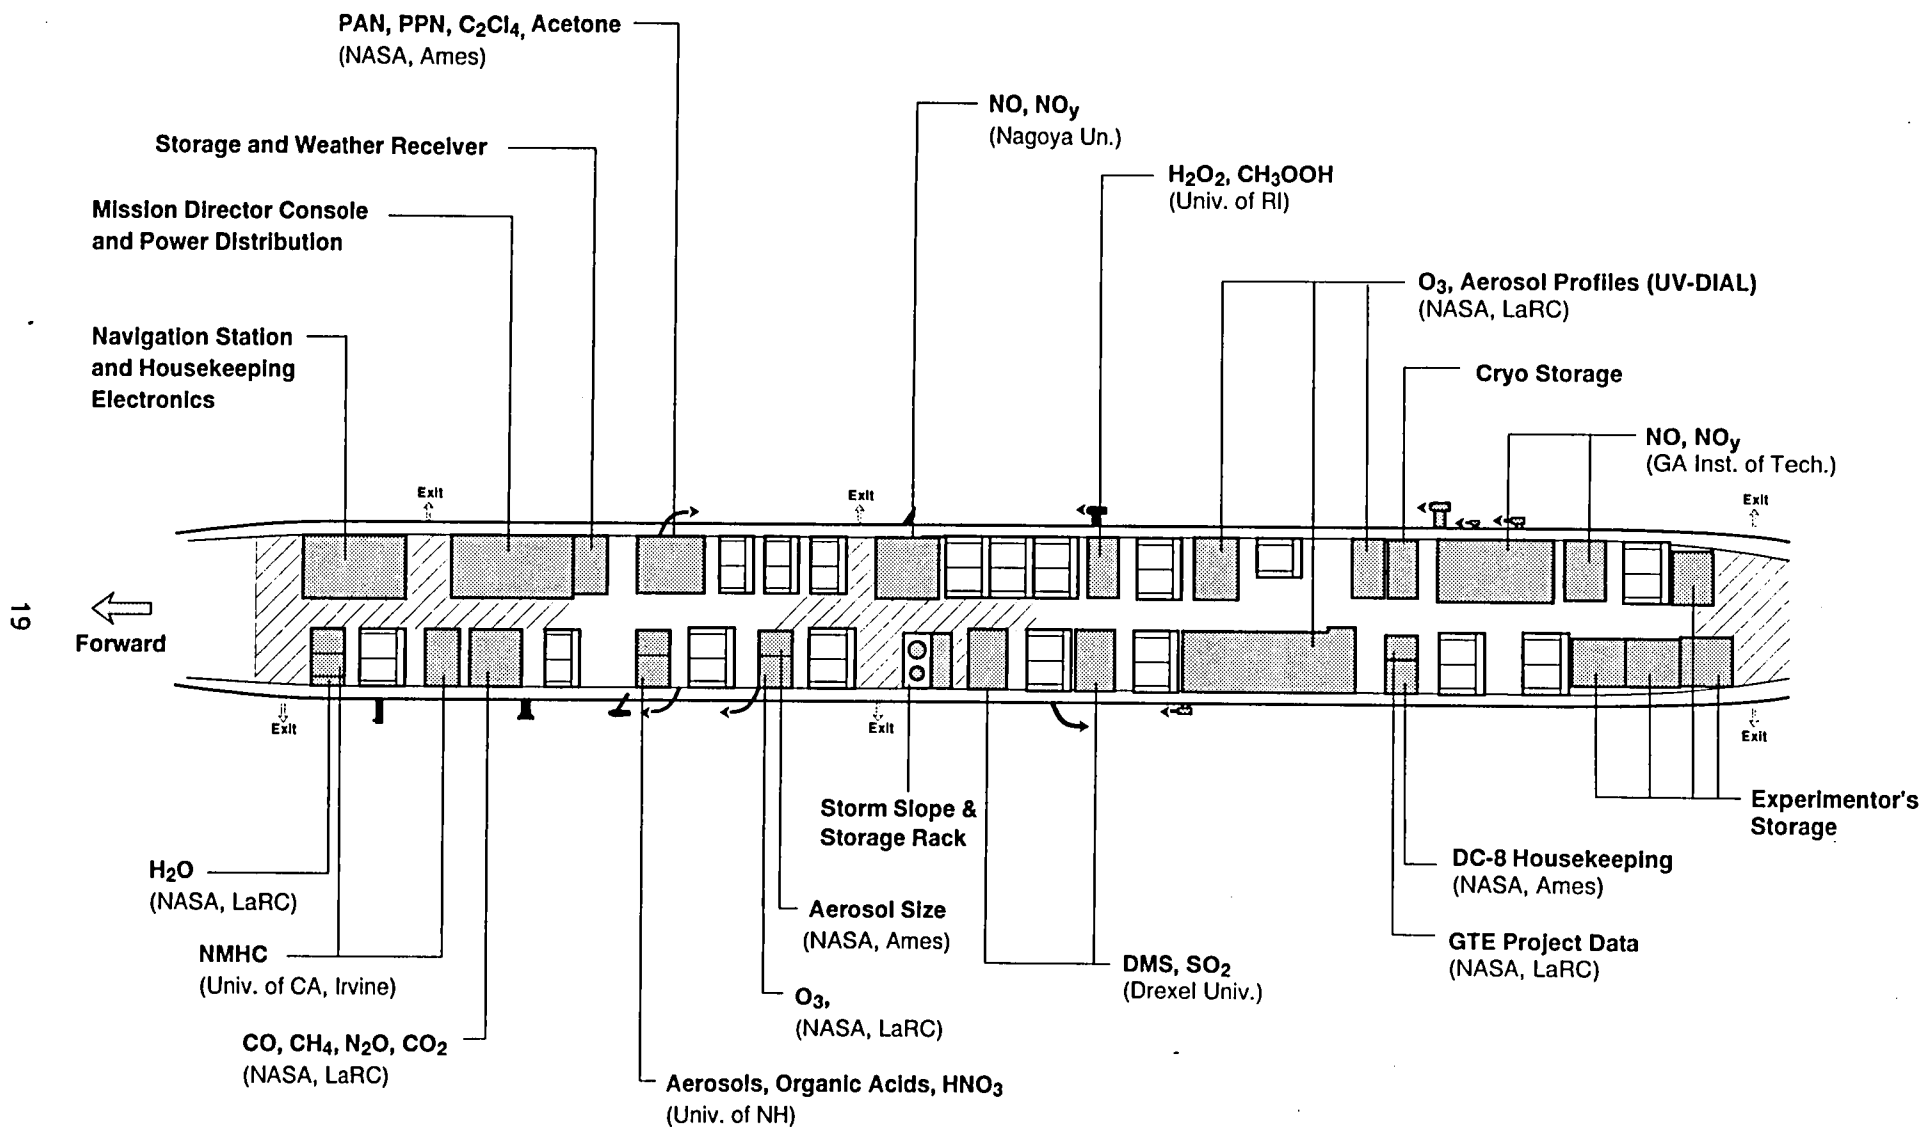 PAN, PPN, C₂Cl₄, Acetone
(NASA, Ames)
NO, NOy
(Nagoya Un.)
Storage and Weather Receiver
H₂O₂, CH₃OOH
(Univ. of RI)
Mission Director Console
and Power Distribution
O₃, Aerosol Profiles (UV-DIAL)
(NASA, LaRC)
Navigation Station
and Housekeeping
Electronics
Cryo Storage
NO, NOy
(GA Inst. of Tech.)
Exit
Exit
Exit
19
Forward
Exit
Exit
Exit
Storm Slope &
Storage Rack
Experimentor's
Storage
H₂O
(NASA, LaRC)
DC-8 Housekeeping
(NASA, Ames)
Aerosol Size
(NASA, Ames)
GTE Project Data
(NASA, LaRC)
NMHC
(Univ. of CA, Irvine)
DMS, SO₂
(Drexel Univ.)
O₃,
(NASA, LaRC)
CO, CH₄, N₂O, CO₂
(NASA, LaRC)
Aerosols, Organic Acids, HNO₃
(Univ. of NH)